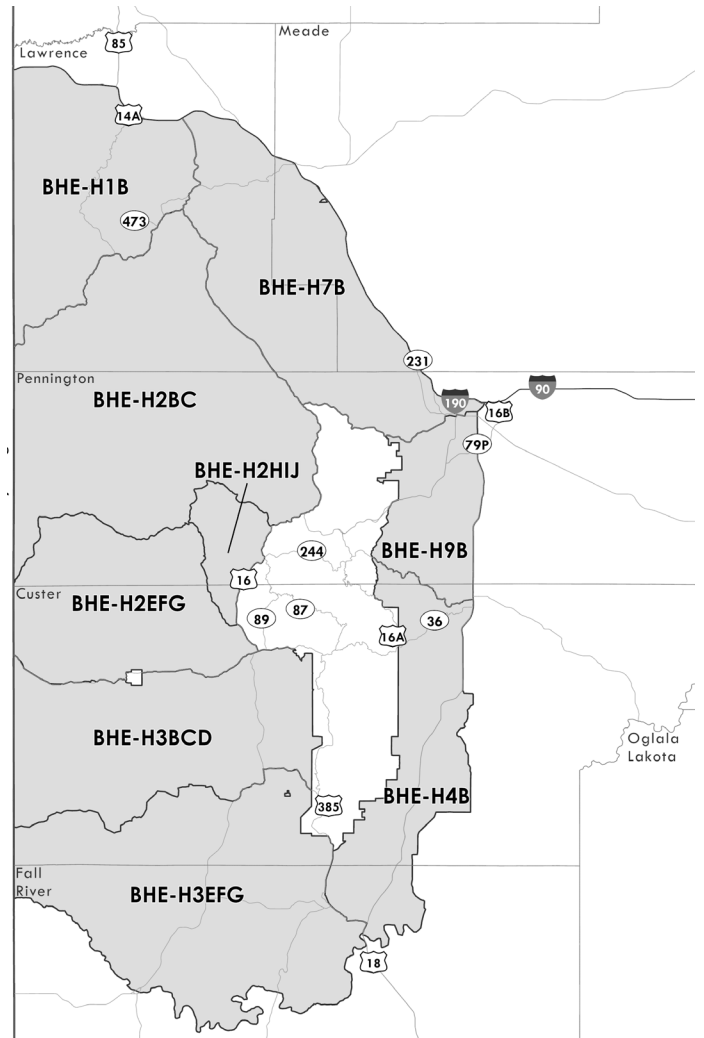 Meade
85
Lawrence
14A
BHE-H1B
473
BHE-H7B
231
Pennington
90
190
BHE-H2BC
16B
79P
BHE-H2HIJ
244
BHE-H9B
16
Custer
BHE-H2EFG
87
89
36
16A
BHE-H3BCD
Oglala
Lakota
BHE-H4B
385
Fall
River
BHE-H3EFG
18